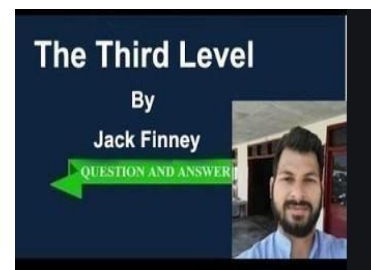 The Third Level
By
Jack Finney
QUESTION AND ANSWER